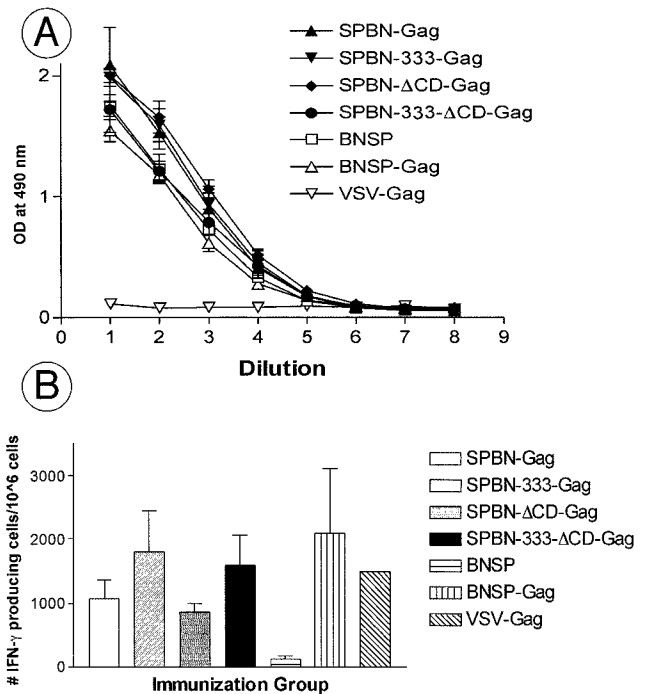 A
SPBN-Gag
SPBN-333-Gag
SPBN-ΔCD-Gag
SPBN-333-ΔCD-Gag
BNSP
BNSP-Gag
VSV-Gag
OD at 490 nm
2
1
0
0 1 2 3 4 5 6 7 8 9
Dilution
B
# IFN-γ producing cells/10^6 cells
3000
2000
1000
0
Immunization Group
SPBN-Gag
SPBN-333-Gag
SPBN-ΔCD-Gag
SPBN-333-ΔCD-Gag
BNSP
BNSP-Gag
VSV-Gag